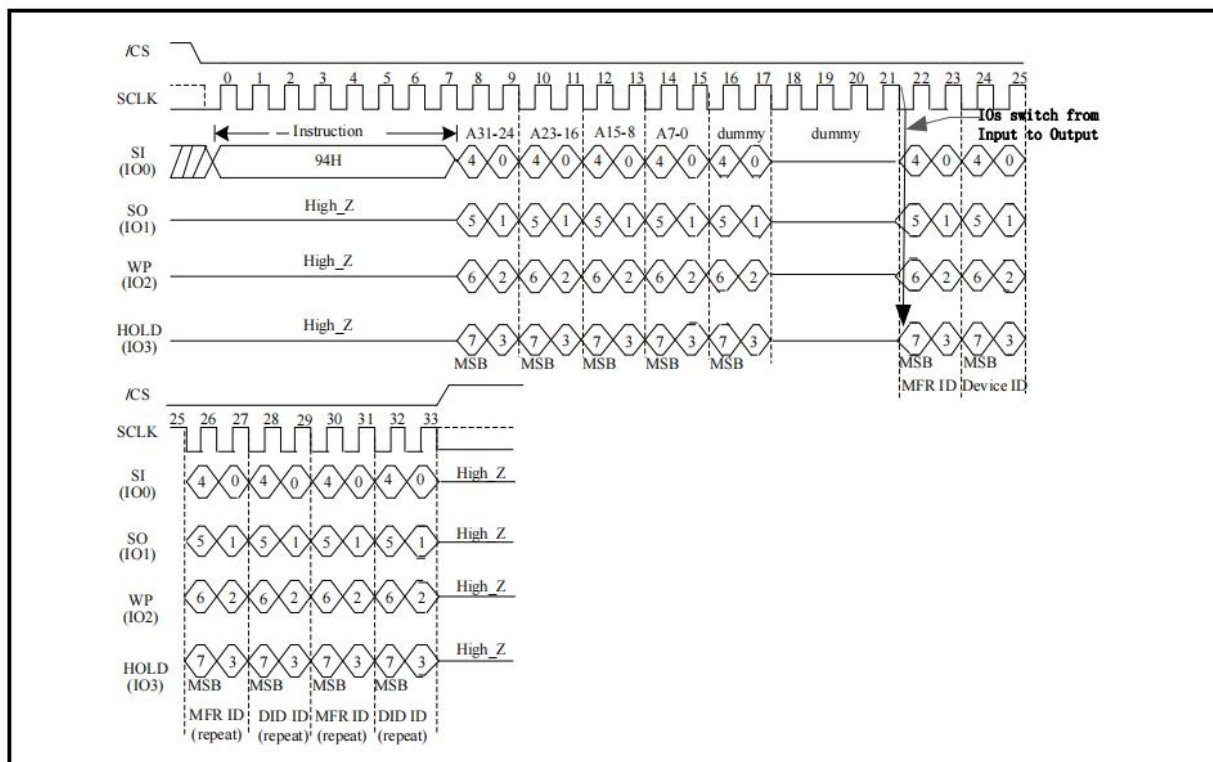 /CS
0 1 2 3 4 5 6 7 8 9 10 11 12 13 14 15 16 17 18 19 20 21 22 23 24 25
SCLK
IOs switch from
Input to Output
Instruction A31-24 A23-16 A15-8 A7-0 dummy dummy
SI
(IO0)
94H 4 0 4 0 4 0 4 0 4 0 4 0 4 0
SO
(IO1)
High_Z 5 1 5 1 5 1 5 1 5 1 5 1 5 1
WP
(IO2)
High_Z 6 2 6 2 6 2 6 2 6 2 6 2 6 2
HOLD
(IO3)
High_Z 7 3 7 3 7 3 7 3 7 3 7 3 7 3
MSB MSB MSB MSB MSB MSB MSB
MFR ID Device ID
/CS
25 26 27 28 29 30 31 32 33
SCLK
SI
(IO0)
4 0 4 0 4 0 4 0 High_Z
SO
(IO1)
5 1 5 1 5 1 5 1 High_Z
WP
(IO2)
6 2 6 2 6 2 6 2 High_Z
HOLD
(IO3)
7 3 7 3 7 3 7 3 High_Z
MSB MSB MSB MSB
MFR ID DID ID MFR ID DID ID
(repeat) (repeat) (repeat) (repeat)